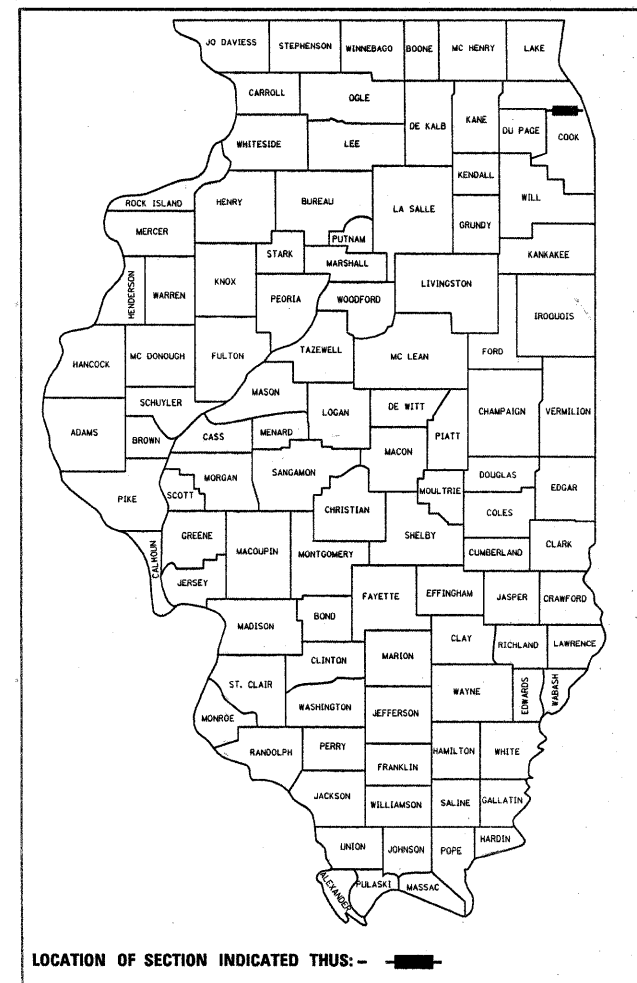 JO DAVIESS
STEPHENSON
WINNEBAGO
BOONE
MC HENRY
LAKE
CARROLL
OGLE
DE KALB
KANE
DU PAGE
COOK
WHITESIDE
LEE
KENDALL
WILL
ROCK ISLAND
HENRY
BUREAU
LA SALLE
GRUNDY
MERCER
PUTNAM
STARK
MARSHALL
KANKAKEE
HENDERSON
WARREN
KNOX
PEORIA
WOODFORD
LIVINGSTON
IROQUOIS
HANCOCK
MC DONOUGH
FULTON
TAZEWELL
MC LEAN
FORD
MASON
SCHUYLER
LOGAN
DE WITT
CHAMPAIGN
VERMILION
ADAMS
BROWN
CASS
MENARD
MACON
PIATT
MORGAN
SANGAMON
DOUGLAS
EDGAR
PIKE
SCOTT
CHRISTIAN
MOULTRIE
COLES
CALHOUN
GREENE
MACOUPIN
MONTGOMERY
SHELBY
CUMBERLAND
CLARK
JERSEY
FAYETTE
EFFINGHAM
JASPER
CRAWFORD
MADISON
BOND
CLAY
RICHLAND
LAWRENCE
CLINTON
MARION
ST. CLAIR
WAYNE
EDWARDS
WABASH
WASHINGTON
JEFFERSON
MONROE
RANDOLPH
PERRY
HAMILTON
WHITE
FRANKLIN
JACKSON
WILLIAMSON
SALINE
GALLATIN
UNION
JOHNSON
POPE
HARDIN
ALEXANDER
PULASKI
MASSAC
LOCATION OF SECTION INDICATED THUS: -